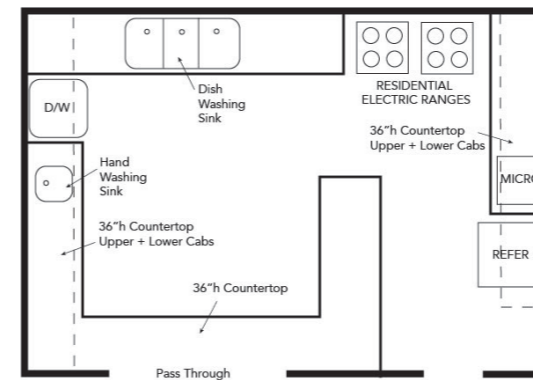 Dish
Washing
Sink
RESIDENTIAL
ELECTRIC RANGES
D/W
36"h Countertop
Upper + Lower Cabs
Hand
Washing
Sink
MICRO
36"h Countertop
Upper + Lower Cabs
REFER
36"h Countertop
Pass Through